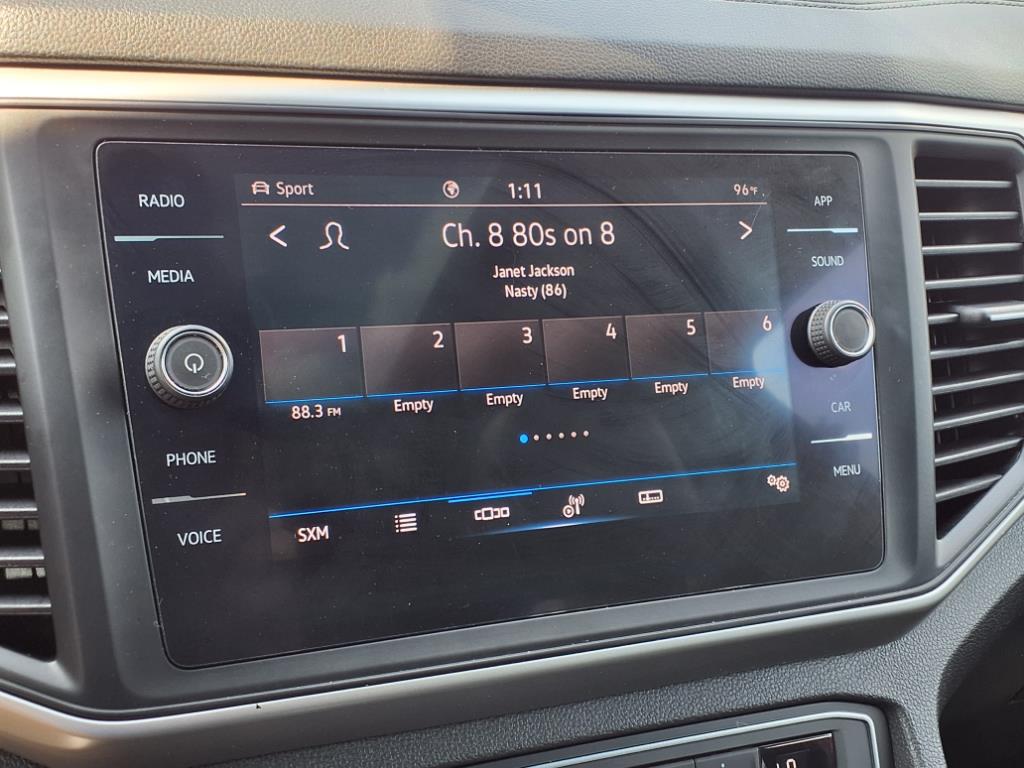 RADIO
MEDIA
PHONE
VOICE
Sport 1:11 96°F
< Ch. 8 80s on 8 >
Janet Jackson
Nasty (86)
1 2 3 4 5 6
88.3 FM Empty Empty Empty Empty Empty
SXM
APP
SOUND
CAR
MENU